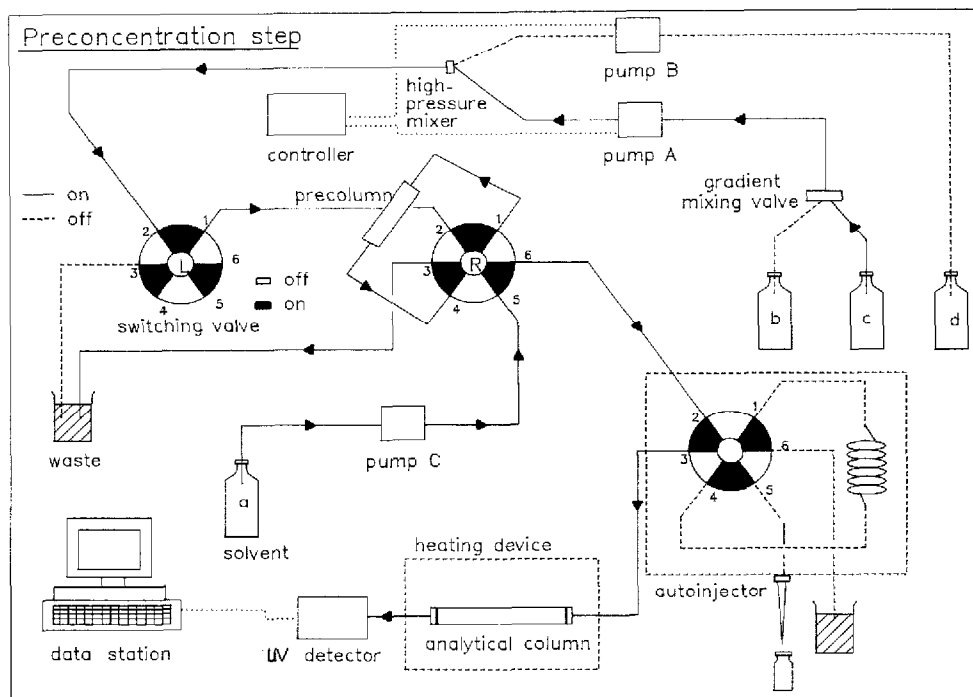 Preconcentration step
pump B
high-
pressure
mixer
controller
pump A
gradient
mixing valve
on
off
precolumn
1
2
3
4
5
6
L
off
on
switching valve
1
2
3
4
5
6
R
b
c
d
waste
pump C
a
solvent
1
2
3
4
5
6
autoinjector
heating device
analytical column
UV detector
data station